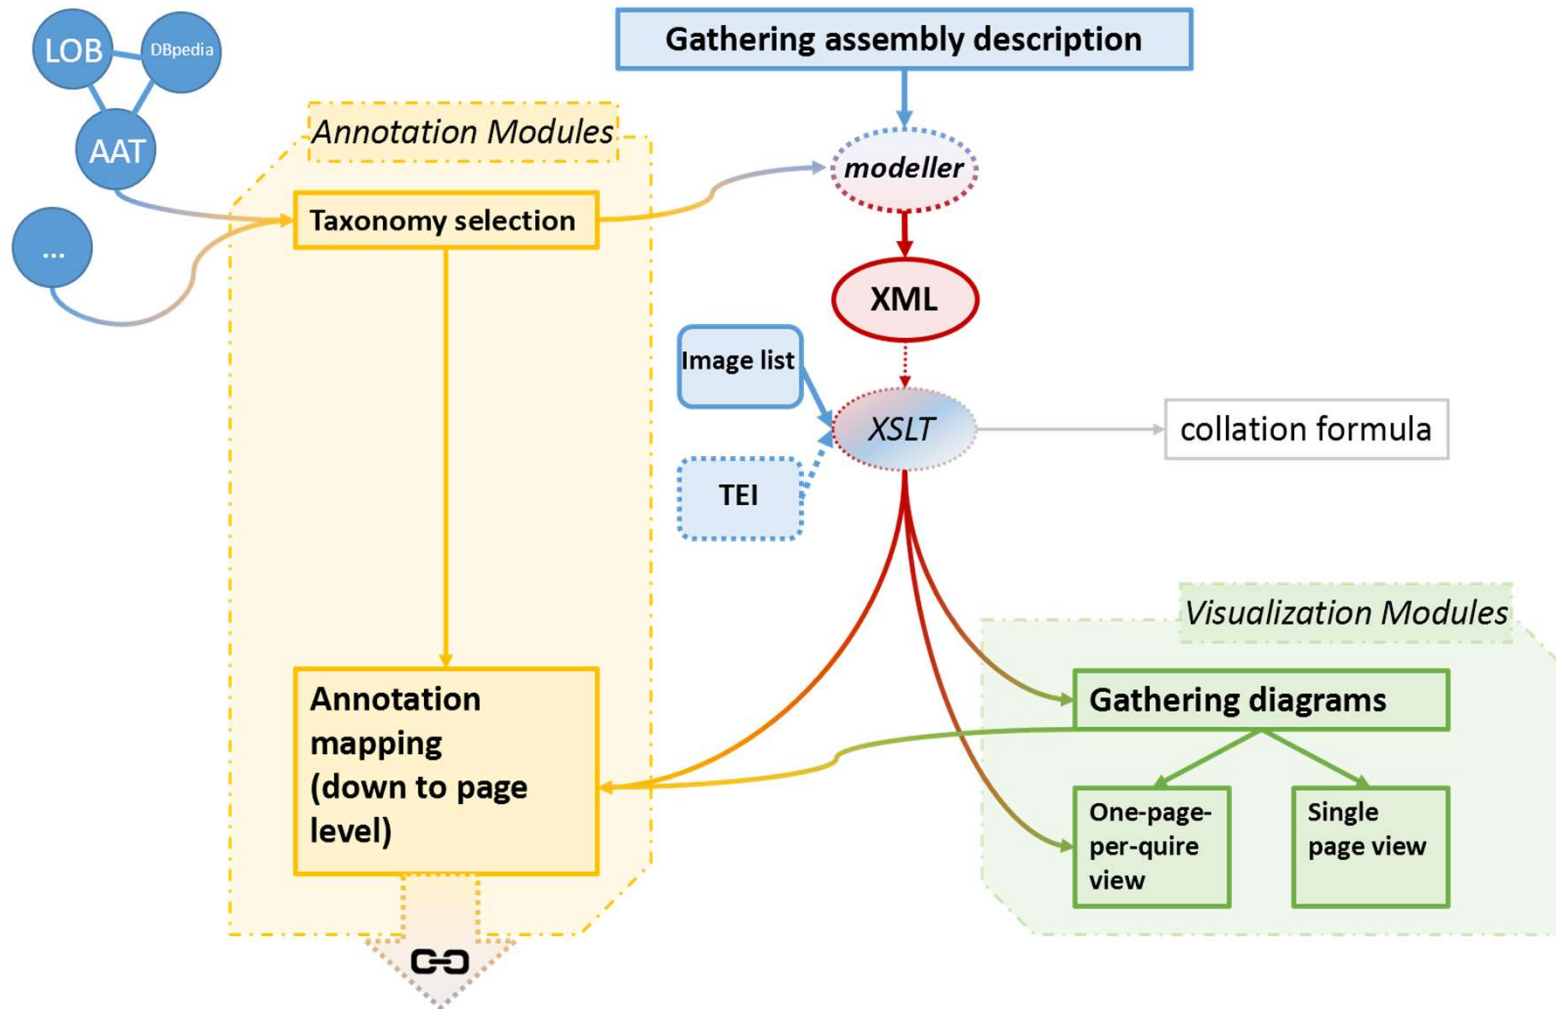 LOB
DBpedia
AAT
...
Gathering assembly description
Annotation Modules
modeller
Taxonomy selection
XML
Image list
XSLT
collation formula
TEI
Visualization Modules
Annotation
mapping
(down to page
level)
Gathering diagrams
One-page-
per-quire
view
Single
page view